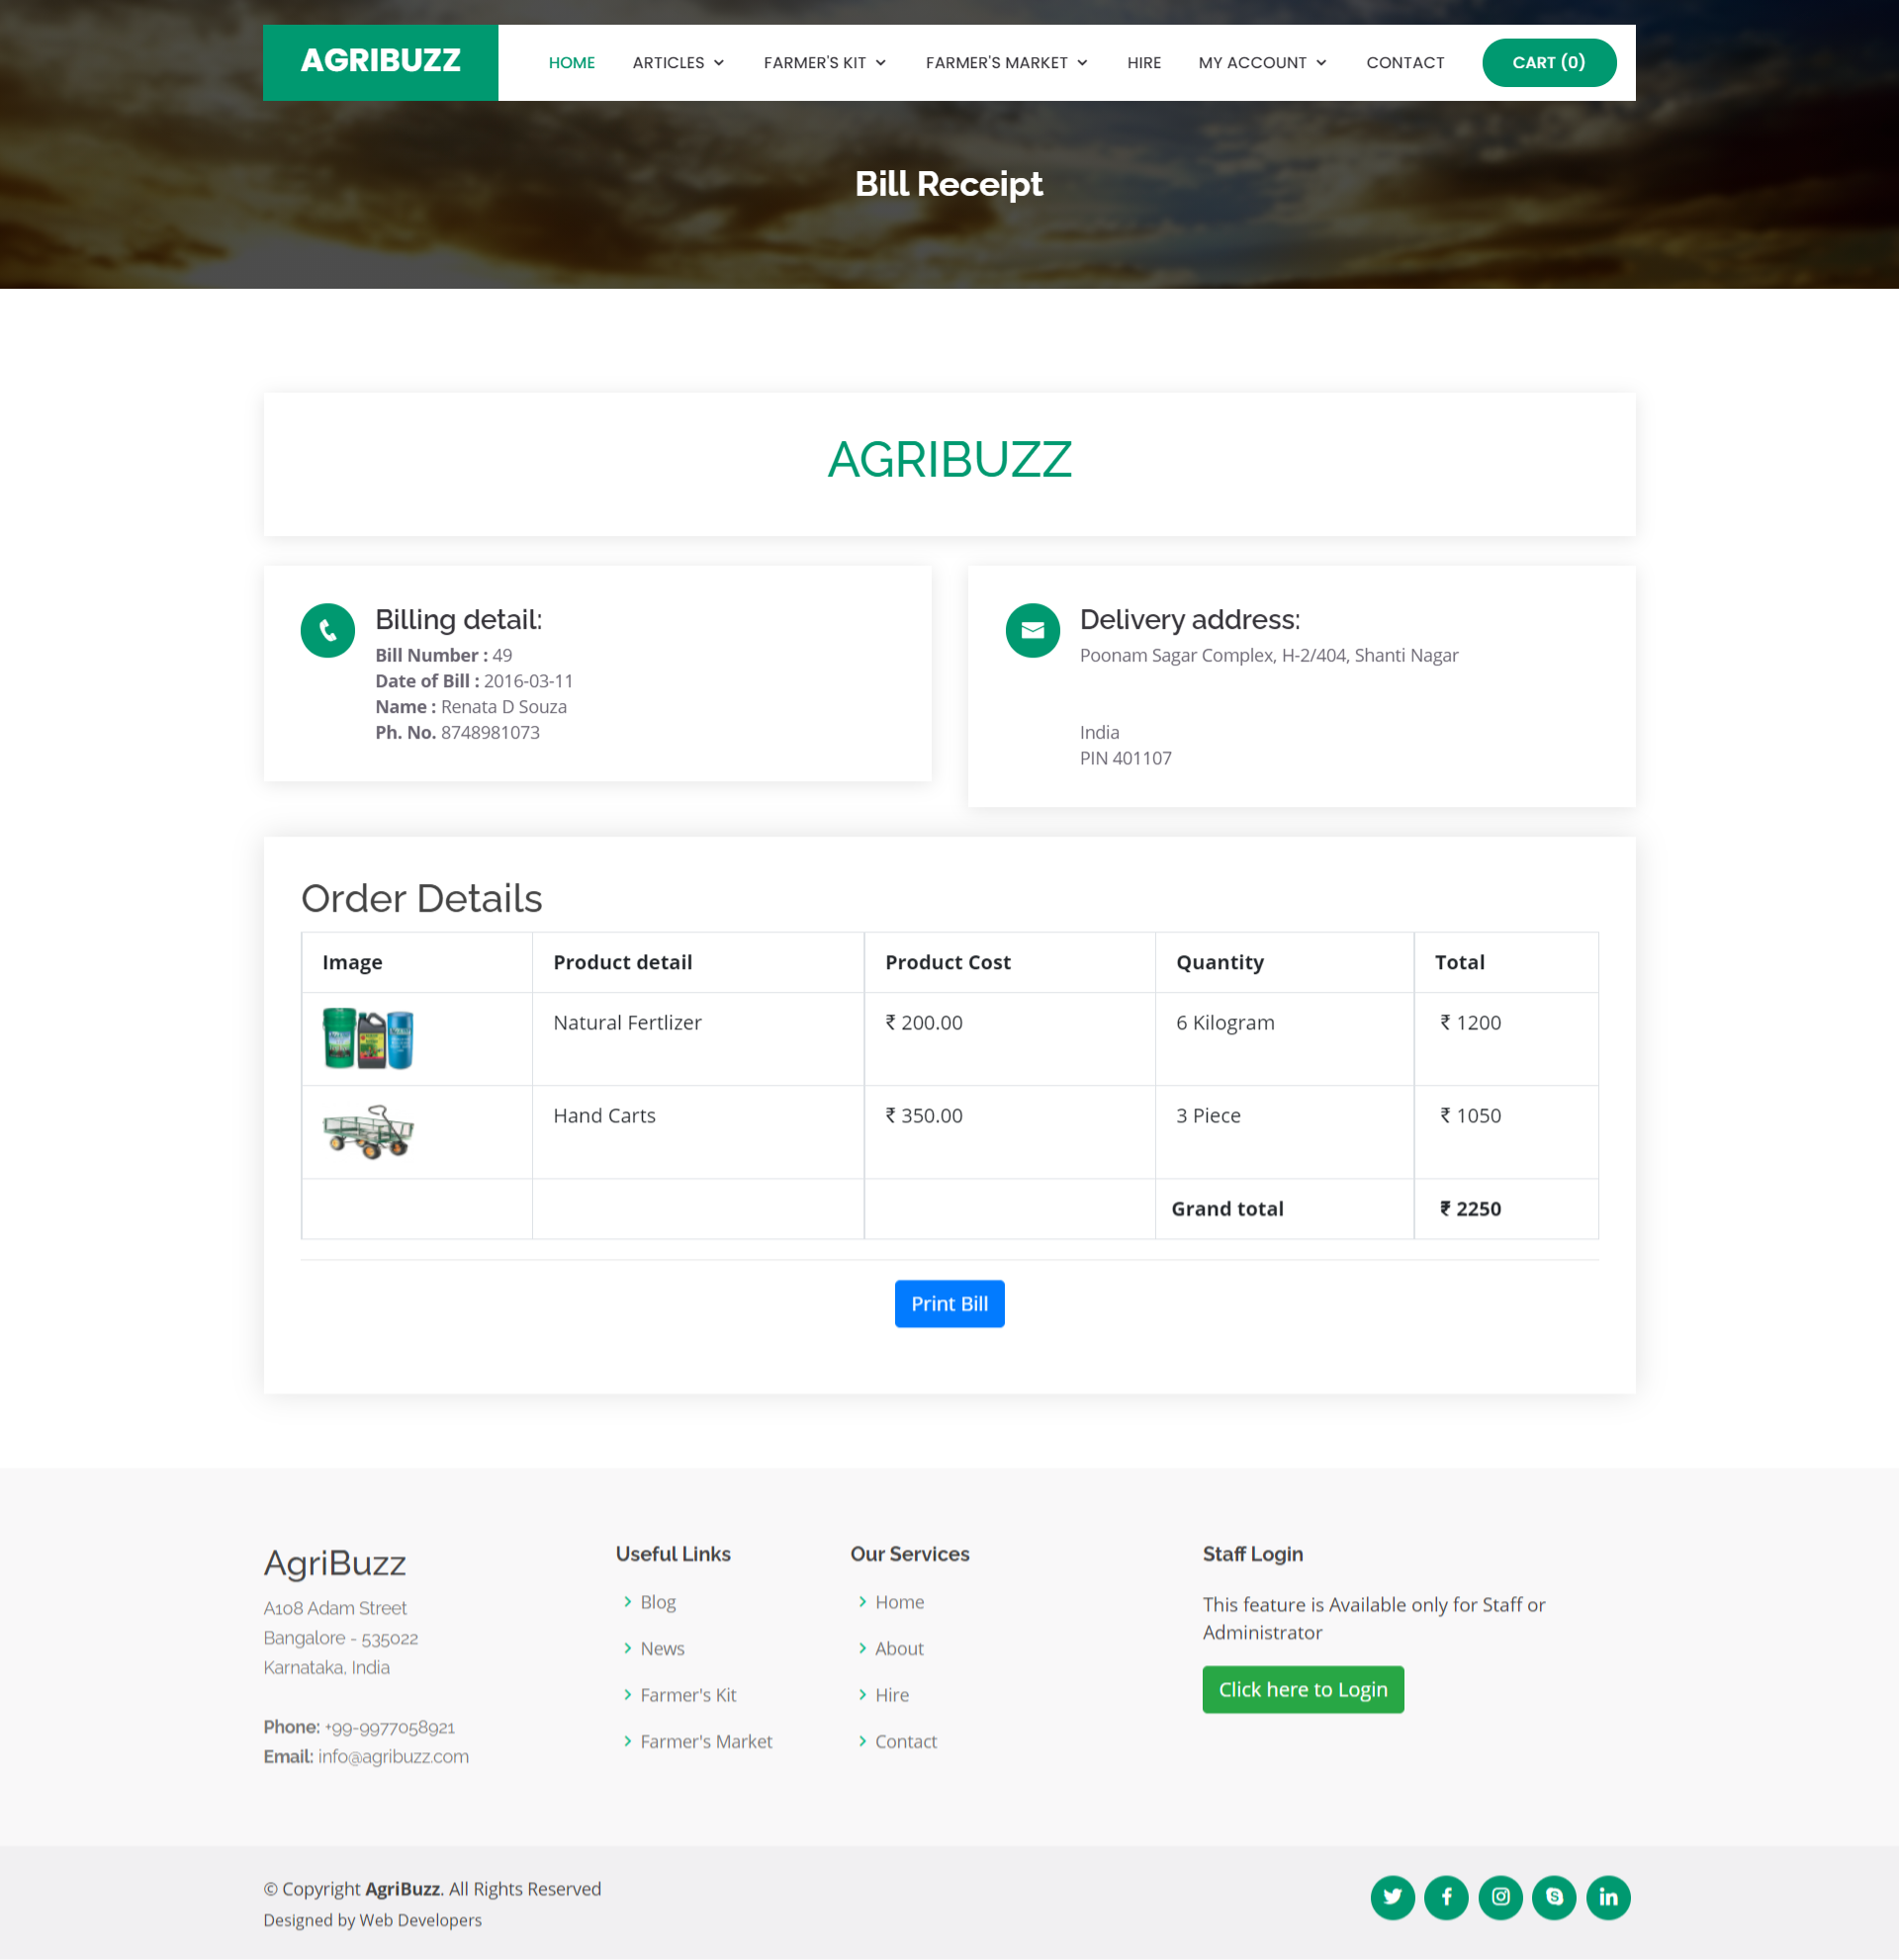 AGRIBUZZ
HOME ARTICLES FARMER'S KIT FARMER'S MARKET HIRE MY ACCOUNT CONTACT CART (0)
Bill Receipt
AGRIBUZZ
Billing detail:
Bill Number : 49
Date of Bill : 2016-03-11
Name : Renata D Souza
Ph. No. 8748981073
Delivery address:
Poonam Sagar Complex, H-2/404, Shanti Nagar
India
PIN 401107
Order Details
Image Product detail Product Cost Quantity Total
Natural Fertlizer ₹ 200.00 6 Kilogram ₹ 1200
Hand Carts ₹ 350.00 3 Piece ₹ 1050
Grand total ₹ 2250
Print Bill
AgriBuzz
A108 Adam Street
Bangalore - 535022
Karnataka, India
Phone: +99-9977058921
Email: info@agribuzz.com
Useful Links
Blog
News
Farmer's Kit
Farmer's Market
Our Services
Home
About
Hire
Contact
Staff Login
This feature is Available only for Staff or
Administrator
Click here to Login
© Copyright AgriBuzz. All Rights Reserved
Designed by Web Developers